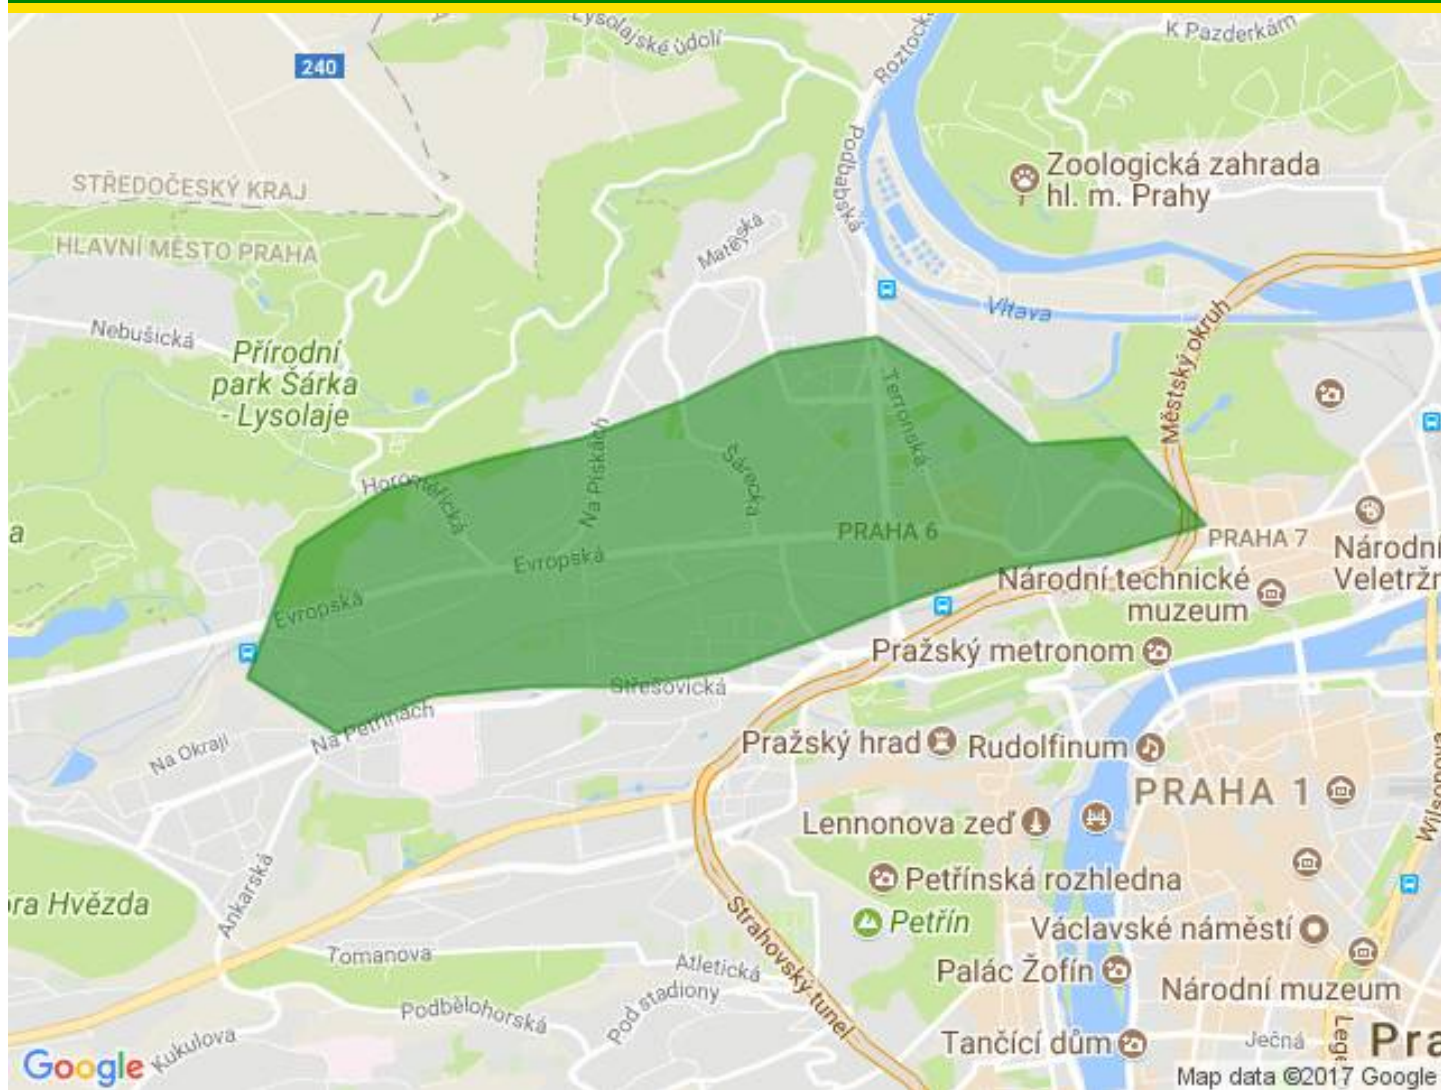 Lysolajské údolí
K Pazderkám
240
Roztocká
Podbabská
Zoologická zahrada
hl. m. Prahy
STŘEDOČESKÝ KRAJ
HLAVNÍ MĚSTO PRAHA
Matějská
Vltava
Nebušická
Městský okruh
Přírodní
park Šárka
- Lysolaje
Terronská
Na Pískách
Šárecká
Horoměřická
PRAHA 6
PRAHA 7
Evropská
Národní
Veletržn
Národní technické
muzeum
Evropská
Pražský metronom
Střešovická
Na Petřinách
Na Okraji
Pražský hrad
Rudolfinum
PRAHA 1
Wilsonova
Lennonova zeď
Petřínská rozhledna
ora Hvězda
Ankarská
Petřín
Václavské náměstí
Strahovský tunel
Tomanova
Atletická
Palác Žofín
Národní muzeum
Podbělohorská
Pod stadiony
Kukulova
Tančící dům
Ječná
Lege
Pra
Google
Map data ©2017 Google